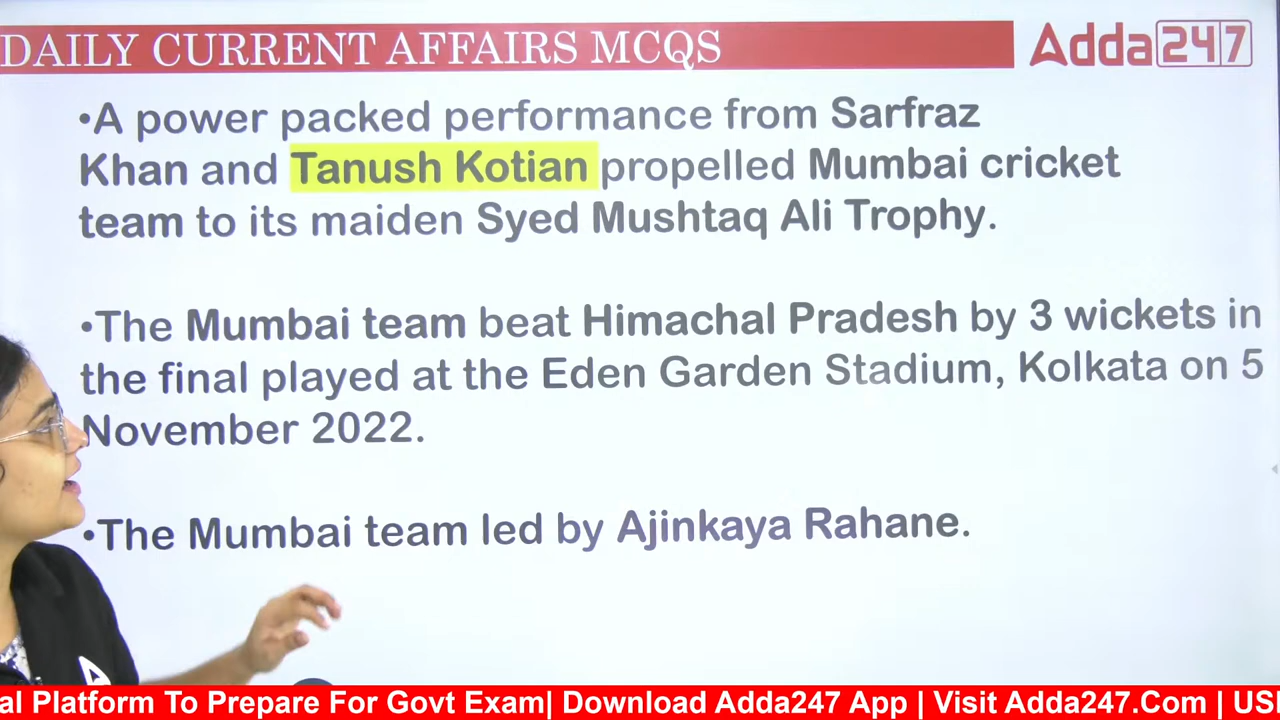 DAILY CURRENT AFFAIRS MCQS
Adda247
•A power packed performance from Sarfraz
Khan and Tanush Kotian propelled Mumbai cricket
team to its maiden Syed Mushtaq Ali Trophy.
•The Mumbai team beat Himachal Pradesh by 3 wickets in
the final played at the Eden Garden Stadium, Kolkata on 5
November 2022.
•The Mumbai team led by Ajinkaya Rahane.
al Platform To Prepare For Govt Exam| Download Adda247 App | Visit Adda247.Com | US